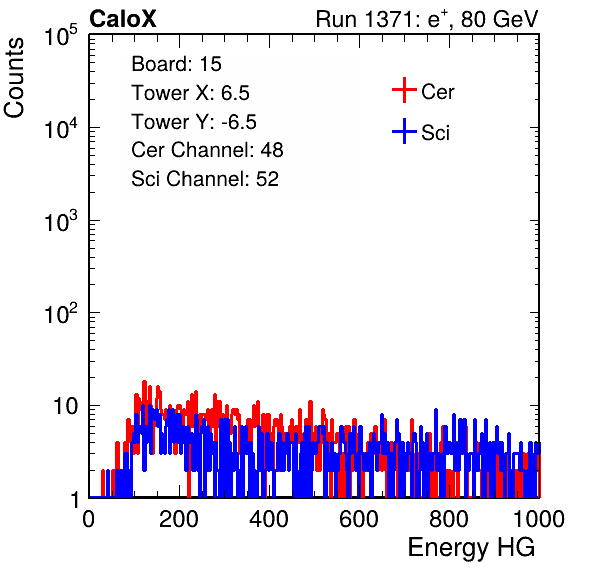 CaloX Run 1371: e⁺, 80 GeV
Counts
Board: 15
Tower X: 6.5
Tower Y: -6.5
Cer Channel: 48
Sci Channel: 52
Cer
Sci
10⁵
10⁴
10³
10²
10
1
0 200 400 600 800 1000
Energy HG